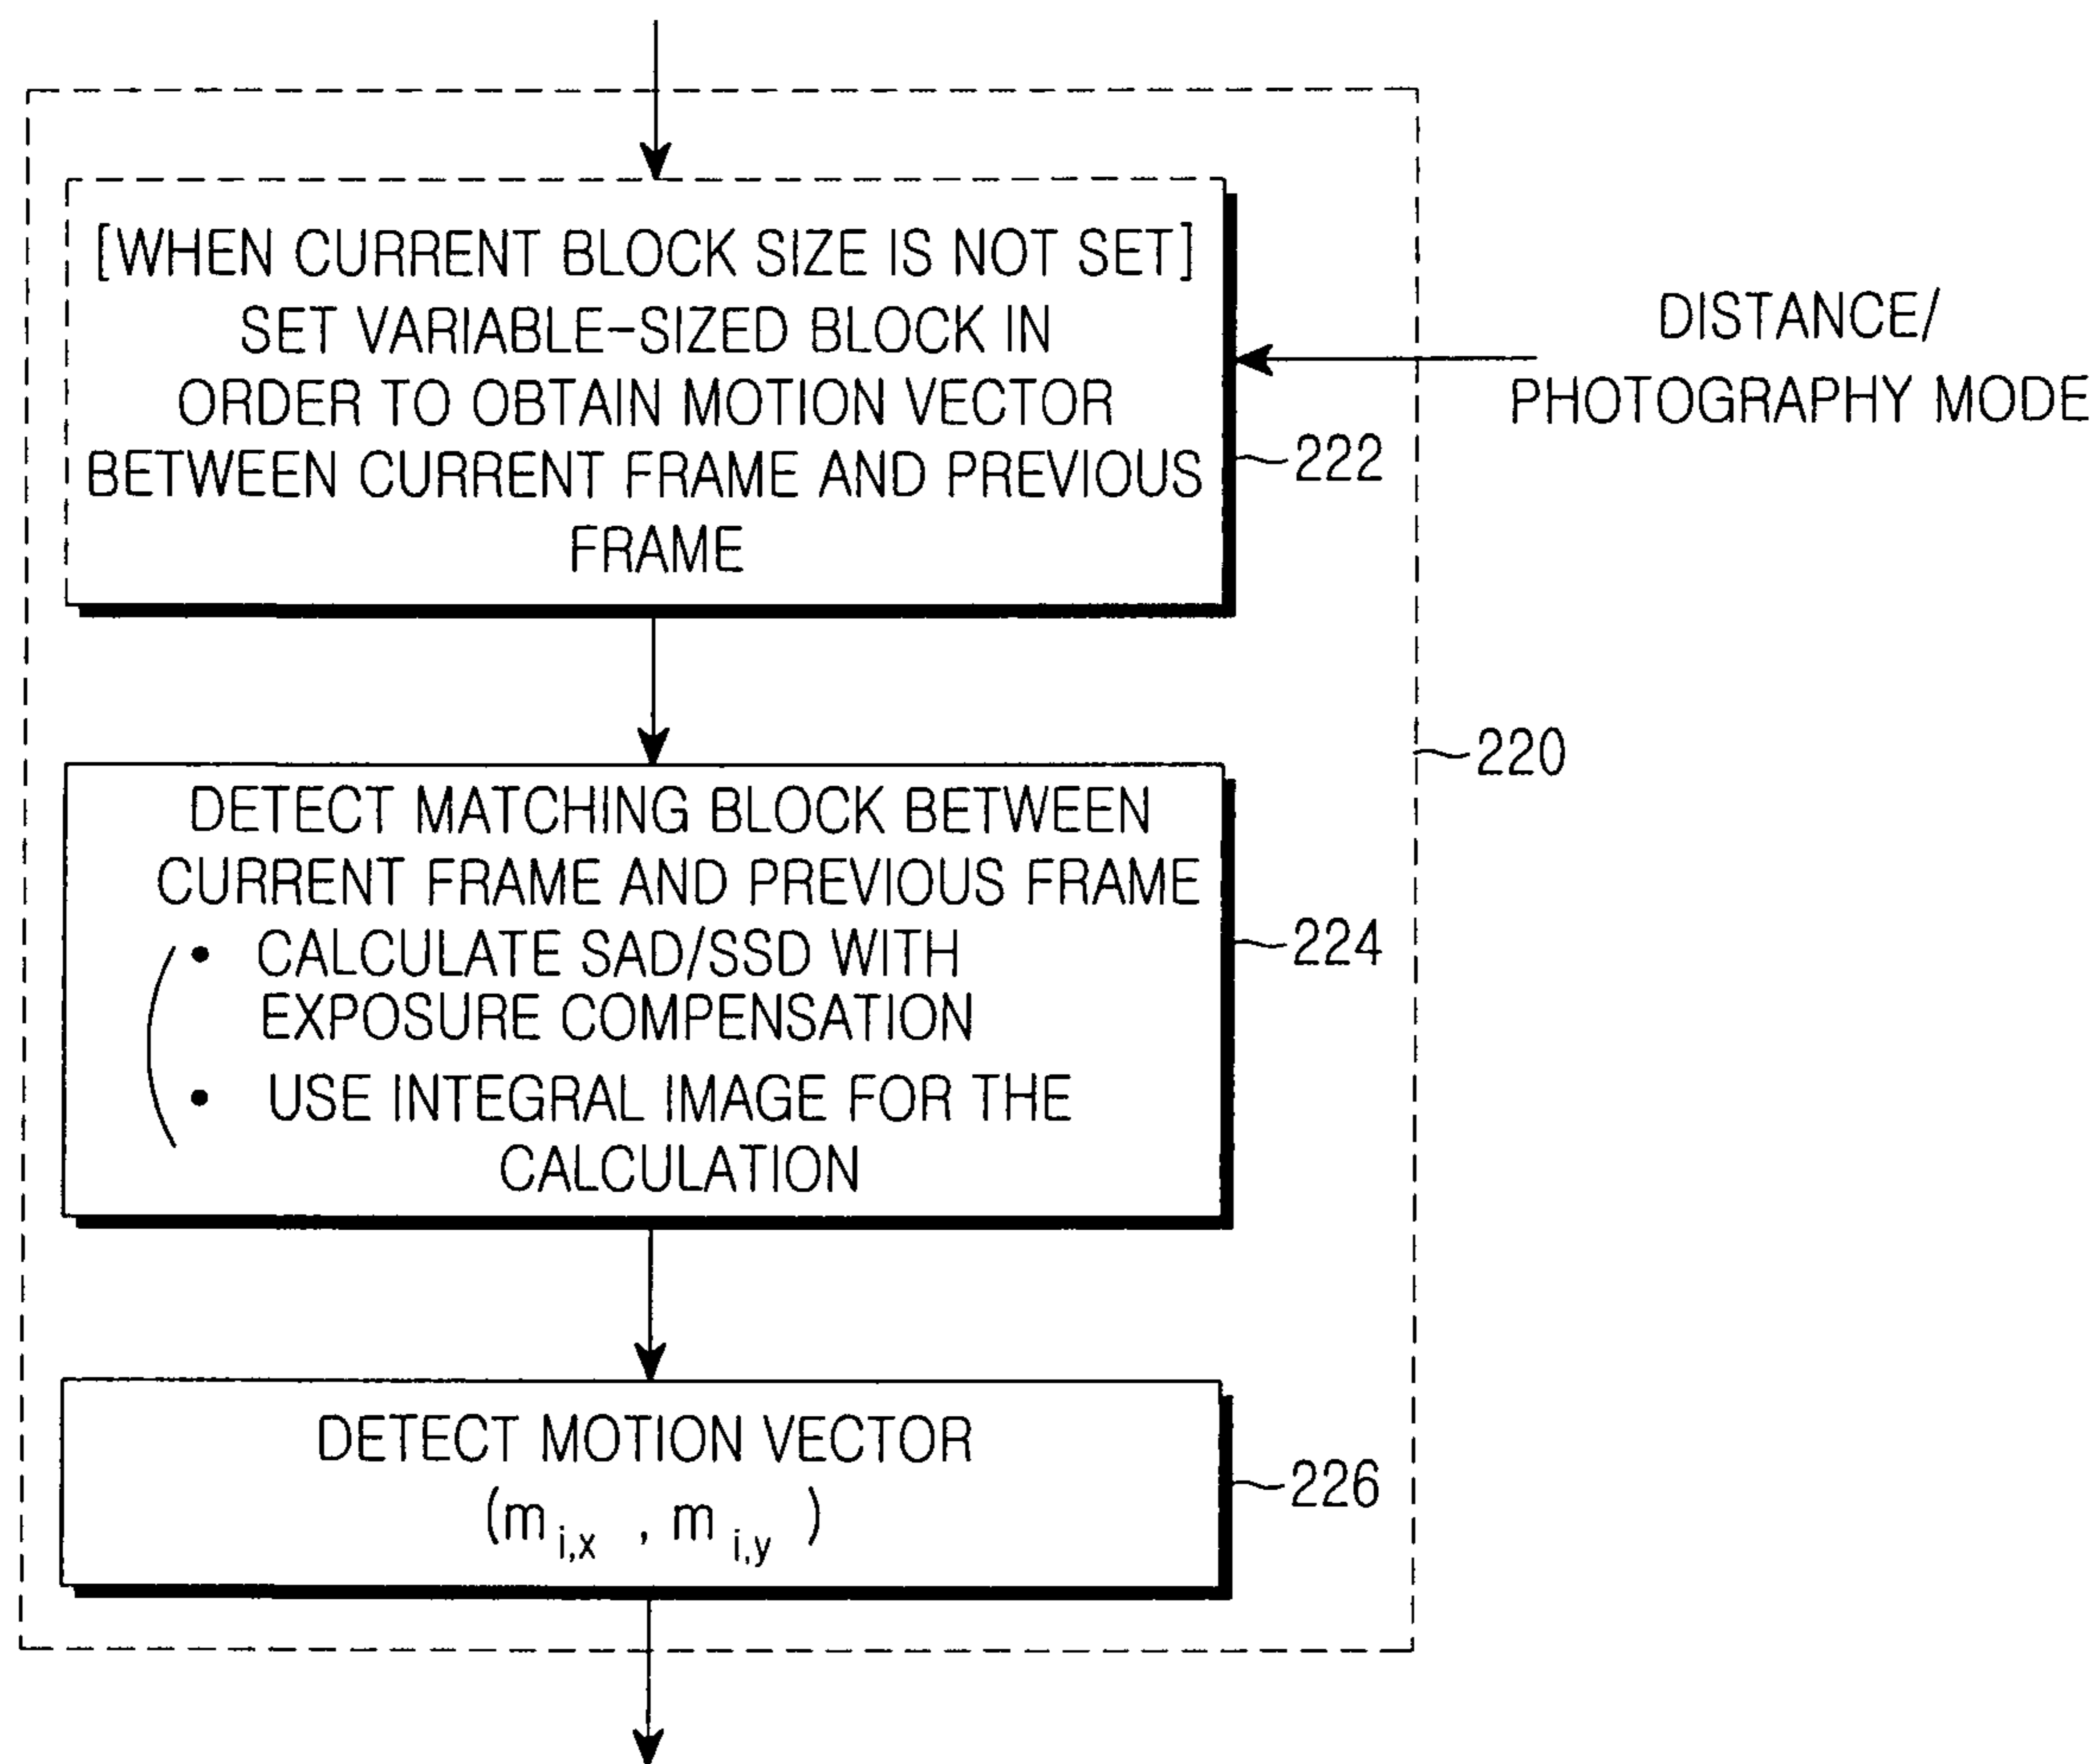 [WHEN CURRENT BLOCK SIZE IS NOT SET]
SET VARIABLE-SIZED BLOCK IN
ORDER TO OBTAIN MOTION VECTOR
BETWEEN CURRENT FRAME AND PREVIOUS
FRAME
222
DISTANCE/
PHOTOGRAPHY MODE
220
DETECT MATCHING BLOCK BETWEEN
CURRENT FRAME AND PREVIOUS FRAME
• CALCULATE SAD/SSD WITH
EXPOSURE COMPENSATION
• USE INTEGRAL IMAGE FOR THE
CALCULATION
224
DETECT MOTION VECTOR
(m i,x , m i,y )
226